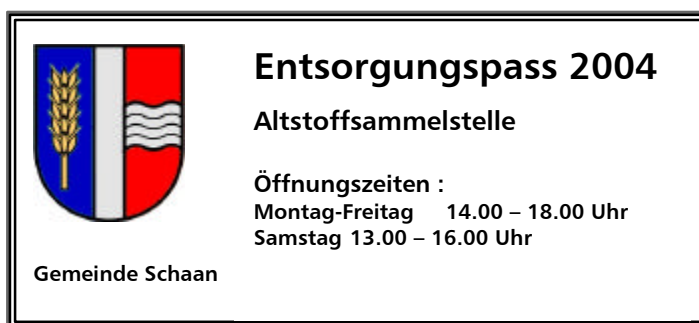 Entsorgungspass 2004
Altstoffsammelstelle
Öffnungszeiten :
Montag-Freitag 14.00 – 18.00 Uhr
Samstag 13.00 – 16.00 Uhr
Gemeinde Schaan